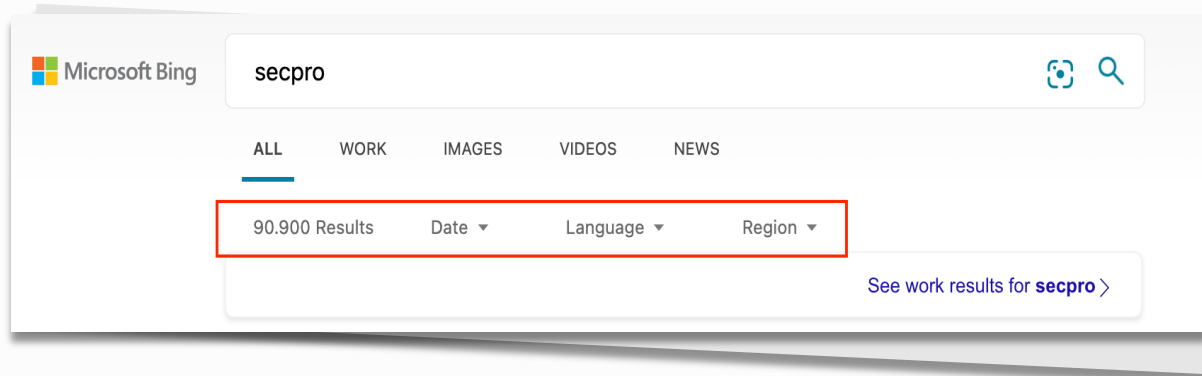 Microsoft Bing
secpro
ALL WORK IMAGES VIDEOS NEWS
90.900 Results Date Language Region
See work results for secpro